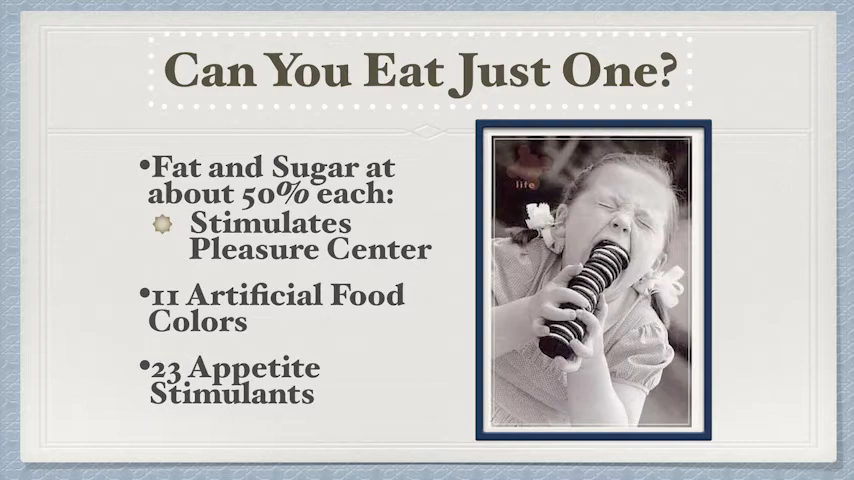 Can You Eat Just One?
•Fat and Sugar at
about 50% each:
Stimulates
Pleasure Center
•11 Artificial Food
Colors
•23 Appetite
Stimulants
life